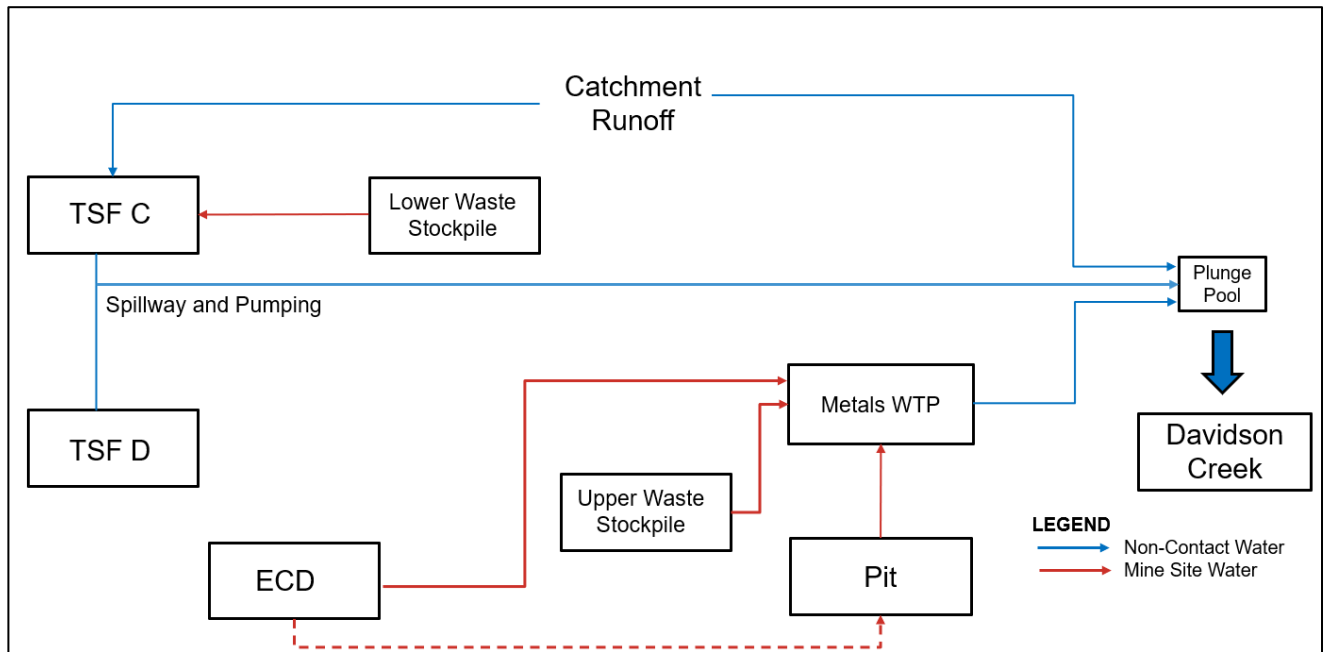 Catchment
Runoff
TSF C
Lower Waste
Stockpile
Plunge
Pool
Spillway and Pumping
Metals WTP
TSF D
Davidson
Creek
Upper Waste
Stockpile
LEGEND
Non-Contact Water
Mine Site Water
ECD
Pit